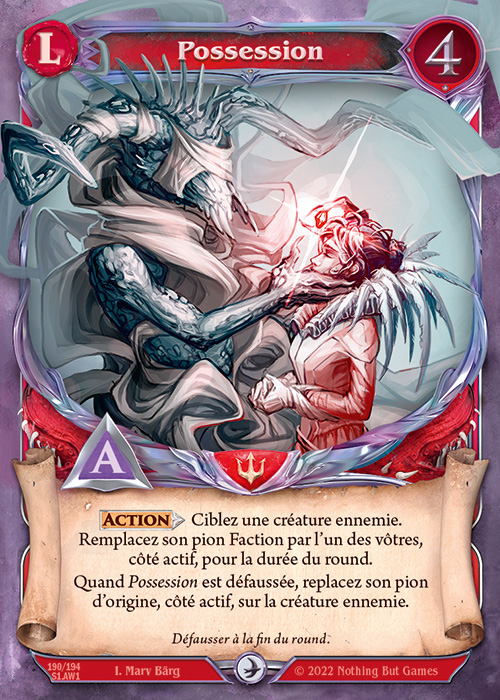 L
Possession
4
A
ACTION Ciblez une créature ennemie.
Remplacez son pion Faction par l'un des vôtres,
côté actif, pour la durée du round.
Quand Possession est défaussée, replacez son pion
d'origine, côté actif, sur la créature ennemie.
Défausser à la fin du round.
190/194
S1.AW1
I. Marv Bärg
© 2022 Nothing But Games